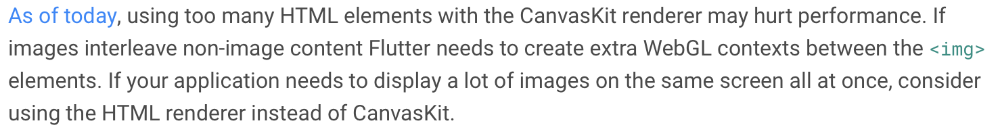 As of today, using too many HTML elements with the CanvasKit renderer may hurt performance. If
images interleave non-image content Flutter needs to create extra WebGL contexts between the <img>
elements. If your application needs to display a lot of images on the same screen all at once, consider
using the HTML renderer instead of CanvasKit.